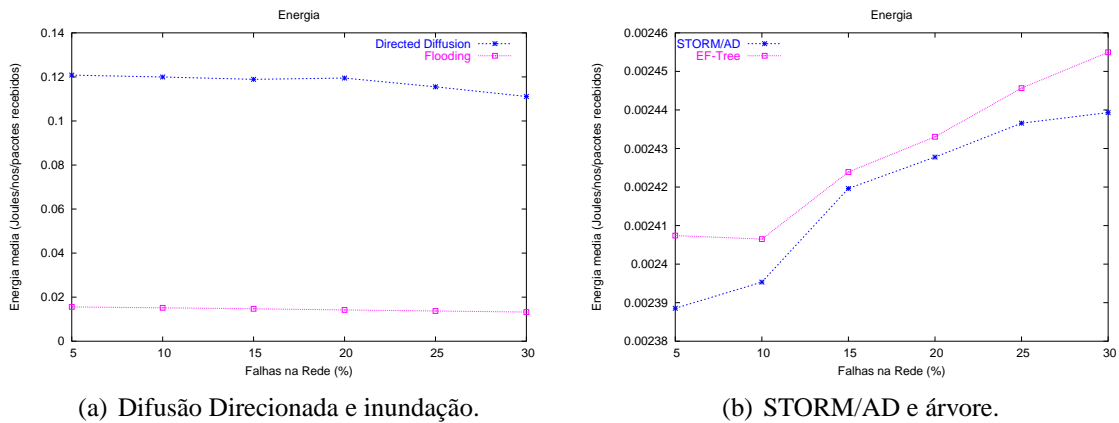 Energia
0.14
0.12
0.1
0.08
0.06
0.04
0.02
0
5
10
15
20
25
30
Energia media (Joules/nos/pacotes recebidos)
Falhas na Rede (%)
Directed Diffusion
Flooding
(a) Difusão Direcionada e inundação.
Energia
0.00246
0.00245
0.00244
0.00243
0.00242
0.00241
0.0024
0.00239
0.00238
5
10
15
20
25
30
Energia media (Joules/nos/pacotes recebidos)
Falhas na Rede (%)
STORM/AD
EF-Tree
(b) STORM/AD e árvore.